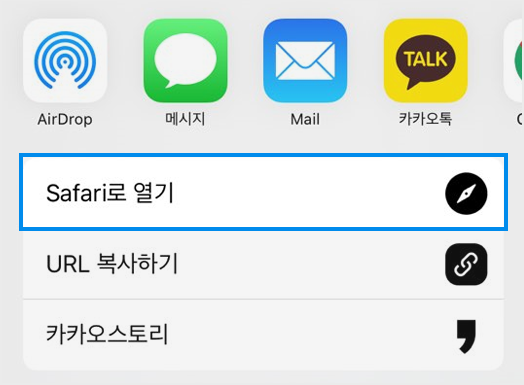 TALK
AirDrop
메시지
Mail
카카오톡
Safari로 열기
URL 복사하기
카카오스토리